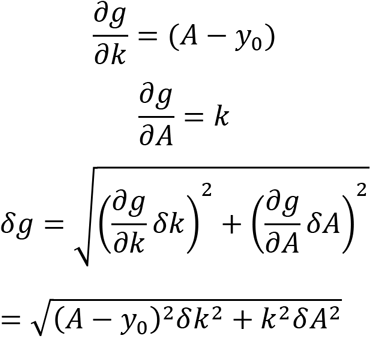 ∂g/∂k = (A − y₀)
∂g/∂A = k
δg = √((∂g/∂k δk)² + (∂g/∂A δA)²)
= √((A − y₀)²δk² + k²δA²)